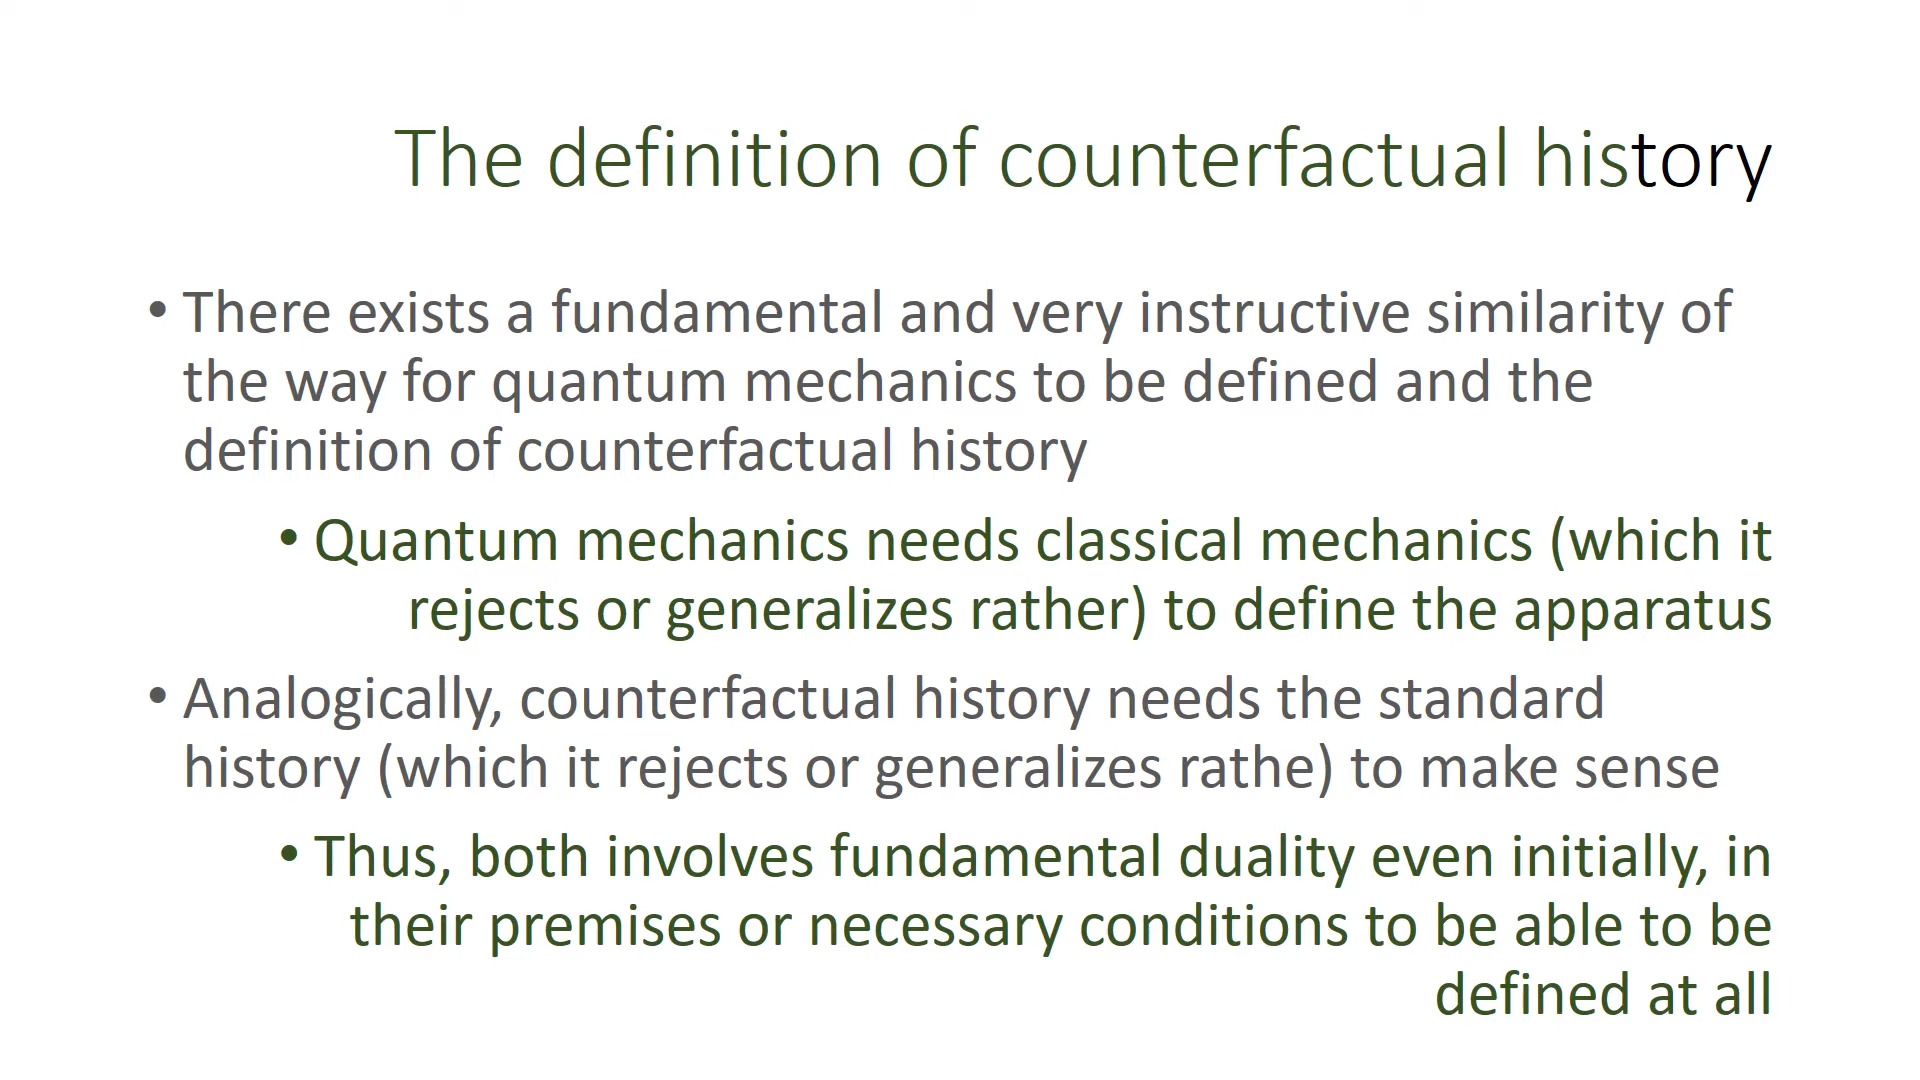 The definition of counterfactual history
• There exists a fundamental and very instructive similarity of
the way for quantum mechanics to be defined and the
definition of counterfactual history
• Quantum mechanics needs classical mechanics (which it
rejects or generalizes rather) to define the apparatus
• Analogically, counterfactual history needs the standard
history (which it rejects or generalizes rathe) to make sense
• Thus, both involves fundamental duality even initially, in
their premises or necessary conditions to be able to be
defined at all